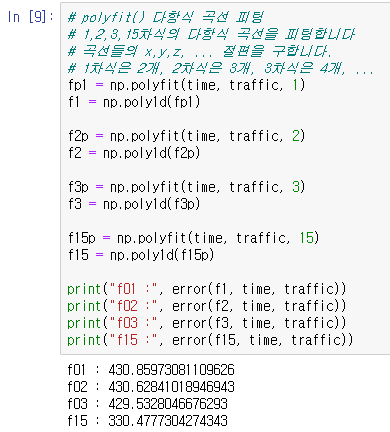 In [9]: # polyfit() 다항식 곡선 피팅
# 1,2,3,15차식의 다항식 곡선을 피팅합니다
# 곡선들의 x,y,z, ... 절편을 구합니다.
# 1차식은 2개, 2차식은 3개, 3차식은 4개, ...
fp1 = np.polyfit(time, traffic, 1)
f1 = np.poly1d(fp1)
f2p = np.polyfit(time, traffic, 2)
f2 = np.poly1d(f2p)
f3p = np.polyfit(time, traffic, 3)
f3 = np.poly1d(f3p)
f15p = np.polyfit(time, traffic, 15)
f15 = np.poly1d(f15p)
print("f01 :", error(f1, time, traffic))
print("f02 :", error(f2, time, traffic))
print("f03 :", error(f3, time, traffic))
print("f15 :", error(f15, time, traffic))
f01 : 430.85973081109626
f02 : 430.62841018946943
f03 : 429.5328046676293
f15 : 330.4777304274343